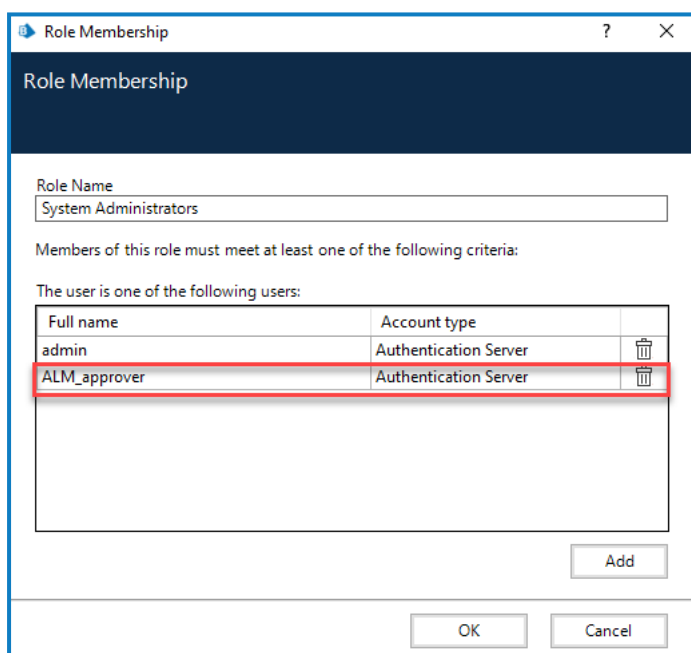 Role Membership ?
Role Membership
Role Name
System Administrators
Members of this role must meet at least one of the following criteria:
The user is one of the following users:
Full name Account type
admin Authentication Server
ALM_approver Authentication Server
Add
OK Cancel